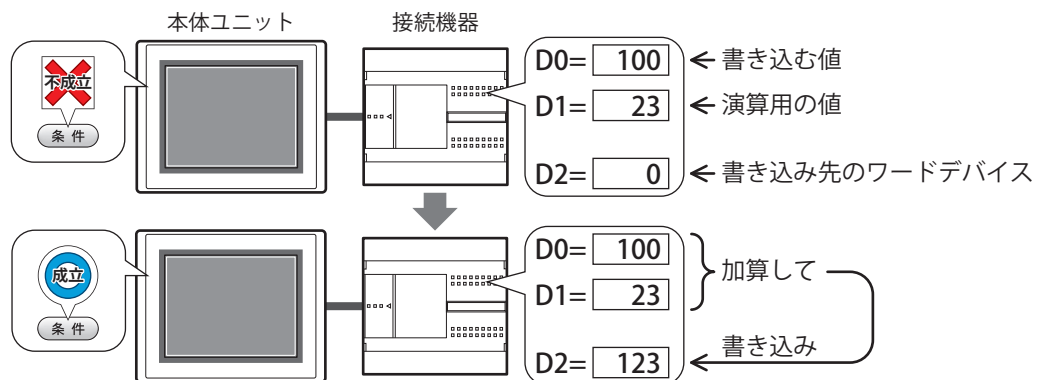 本体ユニット
接続機器
不成立
条件
D0= 100 ← 書き込む値
D1= 23 ← 演算用の値
D2= 0 ← 書き込み先のワードデバイス
成立
条件
D0= 100
D1= 23
加算して
D2= 123
書き込み